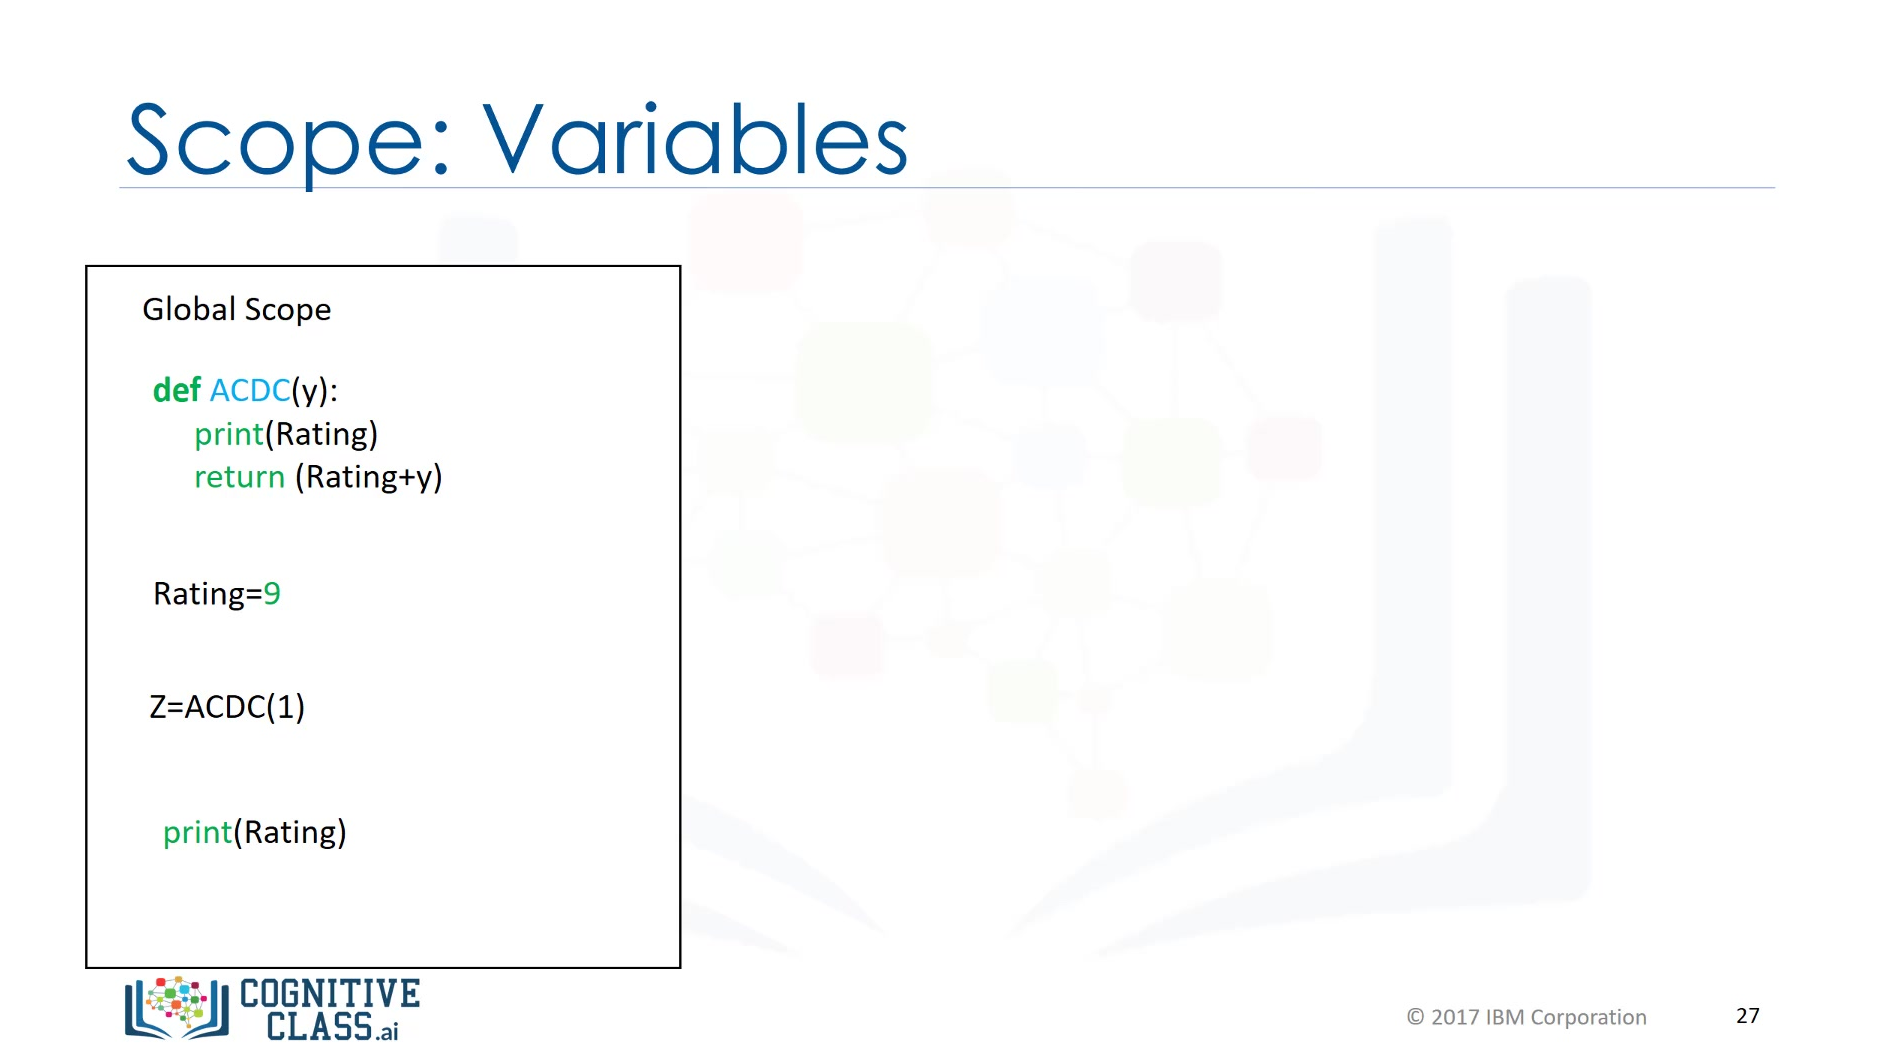 Scope: Variables
Global Scope
def ACDC(y):
print(Rating)
return (Rating+y)
Rating=9
Z=ACDC(1)
print(Rating)
COGNITIVE
CLASS.ai
© 2017 IBM Corporation
27